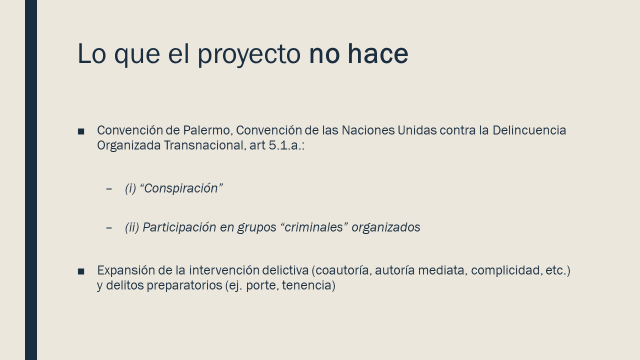 Lo que el proyecto no hace
■ Convención de Palermo, Convención de las Naciones Unidas contra la Delincuencia
Organizada Transnacional, art 5.1.a.:
– (i) “Conspiración”
– (ii) Participación en grupos “criminales” organizados
■ Expansión de la intervención delictiva (coautoría, autoría mediata, complicidad, etc.)
y delitos preparatorios (ej. porte, tenencia)